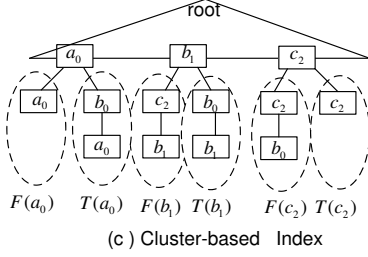 root
a₀ b₁ c₂
a₀ b₀ c₂ b₀ c₂ c₂
a₀ b₁ b₁ b₀
F(a₀) T(a₀) F(b₁) T(b₁) F(c₂) T(c₂)
(c) Cluster-based Index